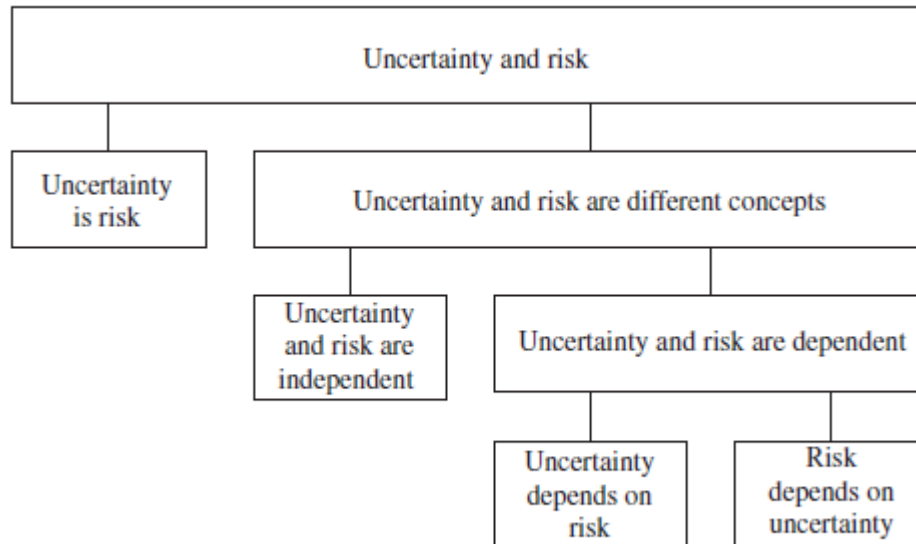 Uncertainty and risk
Uncertainty
is risk
Uncertainty and risk are different concepts
Uncertainty
and risk are
independent
Uncertainty and risk are dependent
Uncertainty
depends on
risk
Risk
depends on
uncertainty